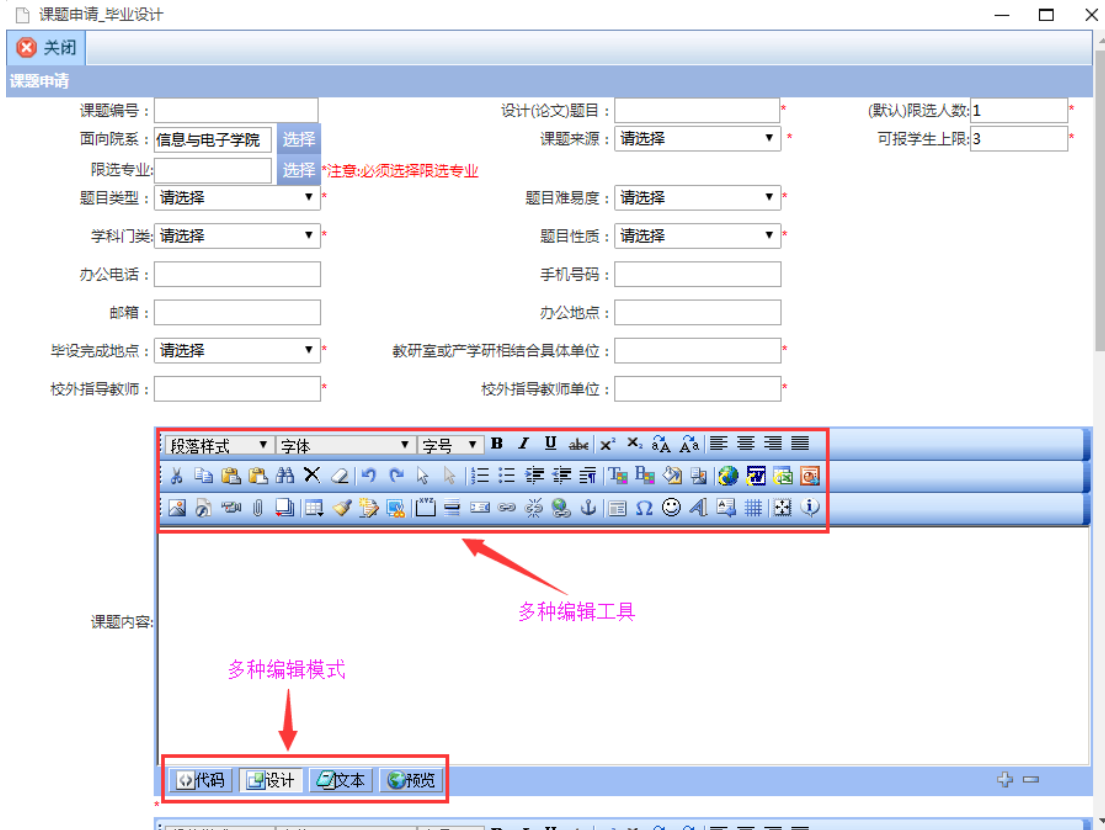 课题申请_毕业设计
关闭
课题申请
课题编号： 设计(论文)题目： * (默认)限选人数:1 *
面向院系：信息与电子学院 选择 课题来源：请选择 * 可报学生上限:3 *
限选专业: 选择 *注意:必须选择限选专业
题目类型：请选择 * 题目难易度：请选择 *
学科门类:请选择 * 题目性质：请选择 *
办公电话： 手机号码：
邮箱： 办公地点：
毕设完成地点：请选择 * 教研室或产学研相结合具体单位： *
校外指导教师： * 校外指导教师单位： *
段落样式 字体 字号 B I U abc x² x₂ aA Aa
XYZ
多种编辑工具
课题内容:
多种编辑模式
代码 设计 文本 预览
*